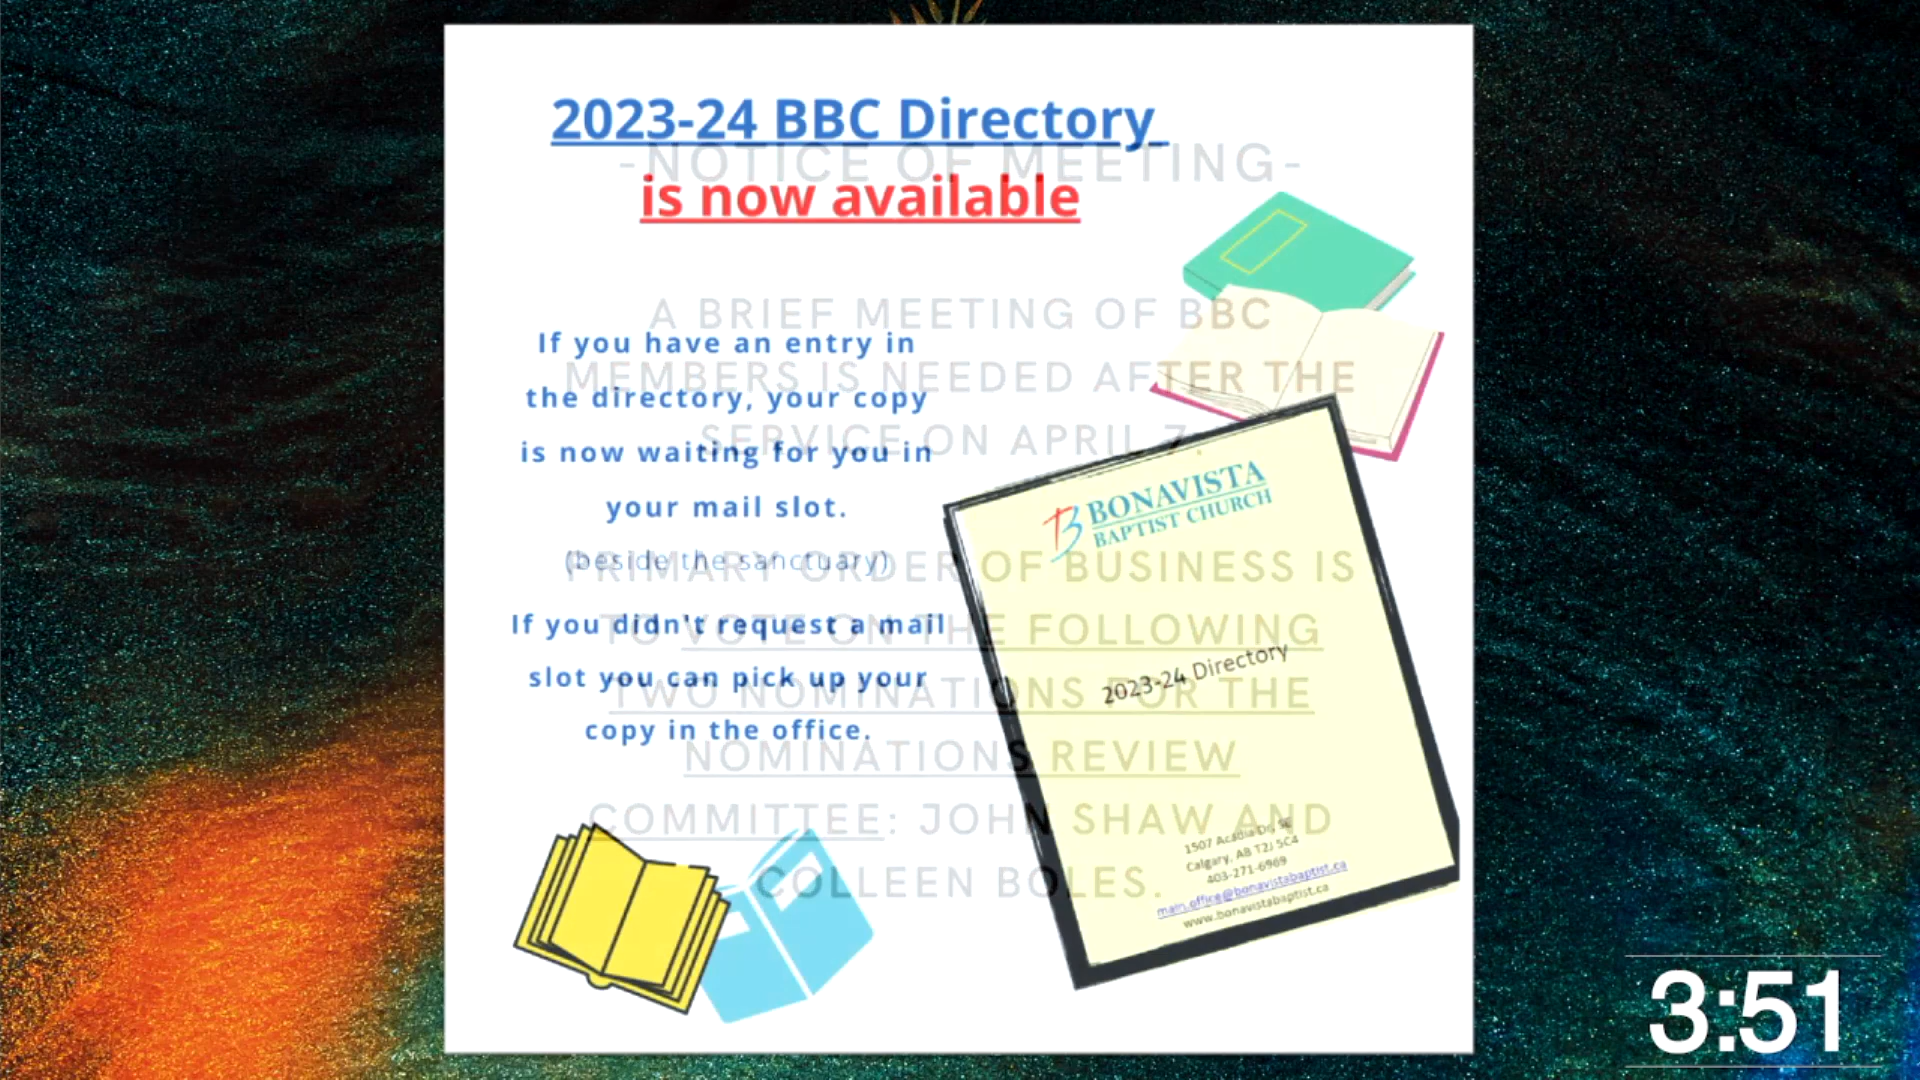 2023-24 BBC Directory
is now available
If you have an entry in
the directory, your copy
is now waiting for you in
your mail slot.
(beside the sanctuary)
If you didn't request a mail
slot you can pick up your
copy in the office.
BONAVISTA
BAPTIST CHURCH
2023-24 Directory
1507 Acadia Dr, SE
Calgary, AB T2J 5C4
403-271-6969
main.office@bonavistabaptist.ca
www.bonavistabaptist.ca
-NOTICE OF MEETING-
A BRIEF MEETING OF BBC
MEMBERS IS NEEDED AFTER THE
SERVICE ON APRIL 7.
PRIMARY ORDER OF BUSINESS IS
TO VOTE ON THE FOLLOWING
TWO NOMINATIONS FOR THE
NOMINATIONS REVIEW
COMMITTEE: JOHN SHAW AND
COLLEEN BOLES.
3:51